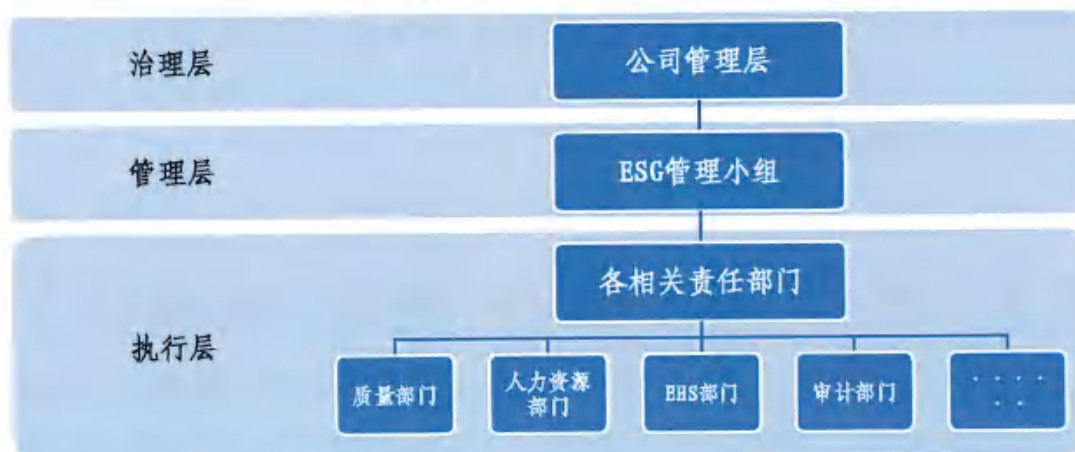 治理层
公司管理层
管理层
ESG管理小组
各相关责任部门
执行层
质量部门
人力资源
部门
EHS部门
审计部门
. . . .
. .